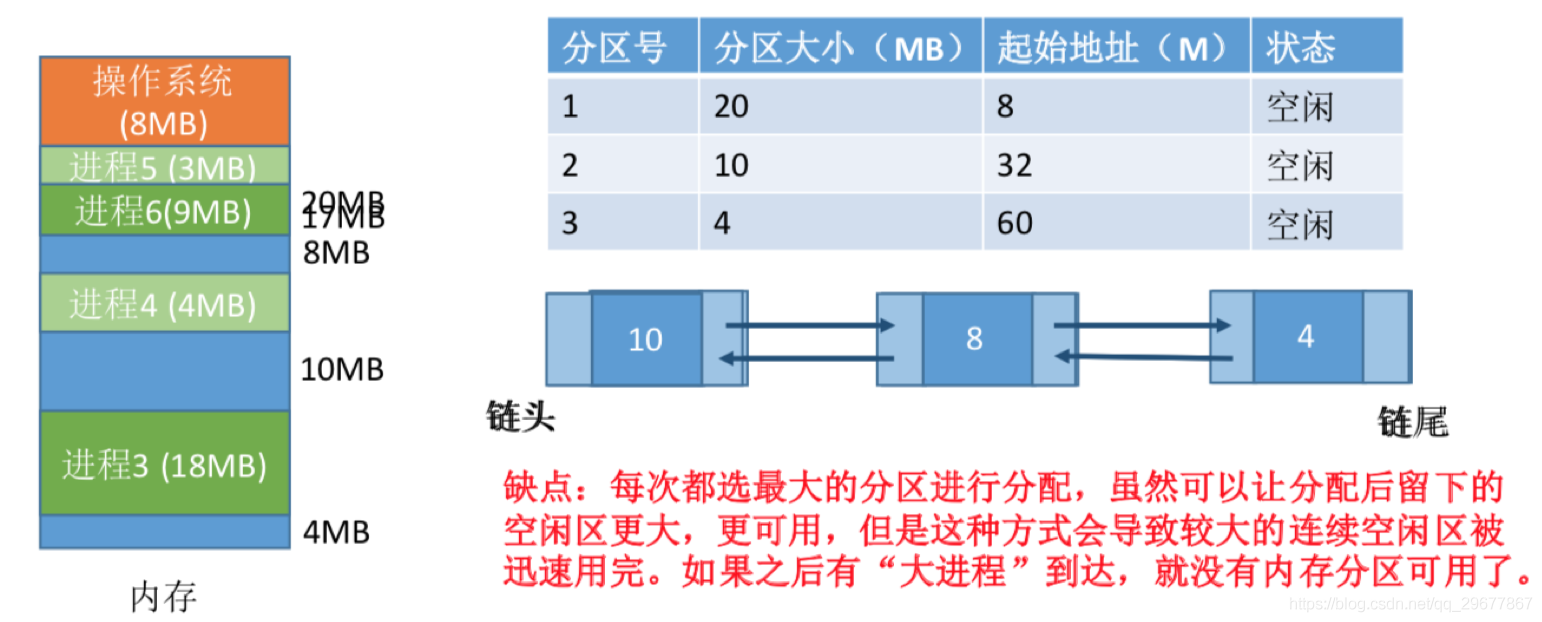 操作系统
(8MB)
进程5 (3MB)
进程6(9MB)
20MB
17MB
8MB
进程4 (4MB)
10MB
进程3 (18MB)
4MB
内存
分区号 分区大小（MB） 起始地址（M） 状态
1 20 8 空闲
2 10 32 空闲
3 4 60 空闲
10 8 4
链头
链尾
缺点：每次都选最大的分区进行分配，虽然可以让分配后留下的
空闲区更大，更可用，但是这种方式会导致较大的连续空闲区被
迅速用完。如果之后有“大进程”到达，就没有内存分区可用了。
https://blog.csdn.net/qq_29677867